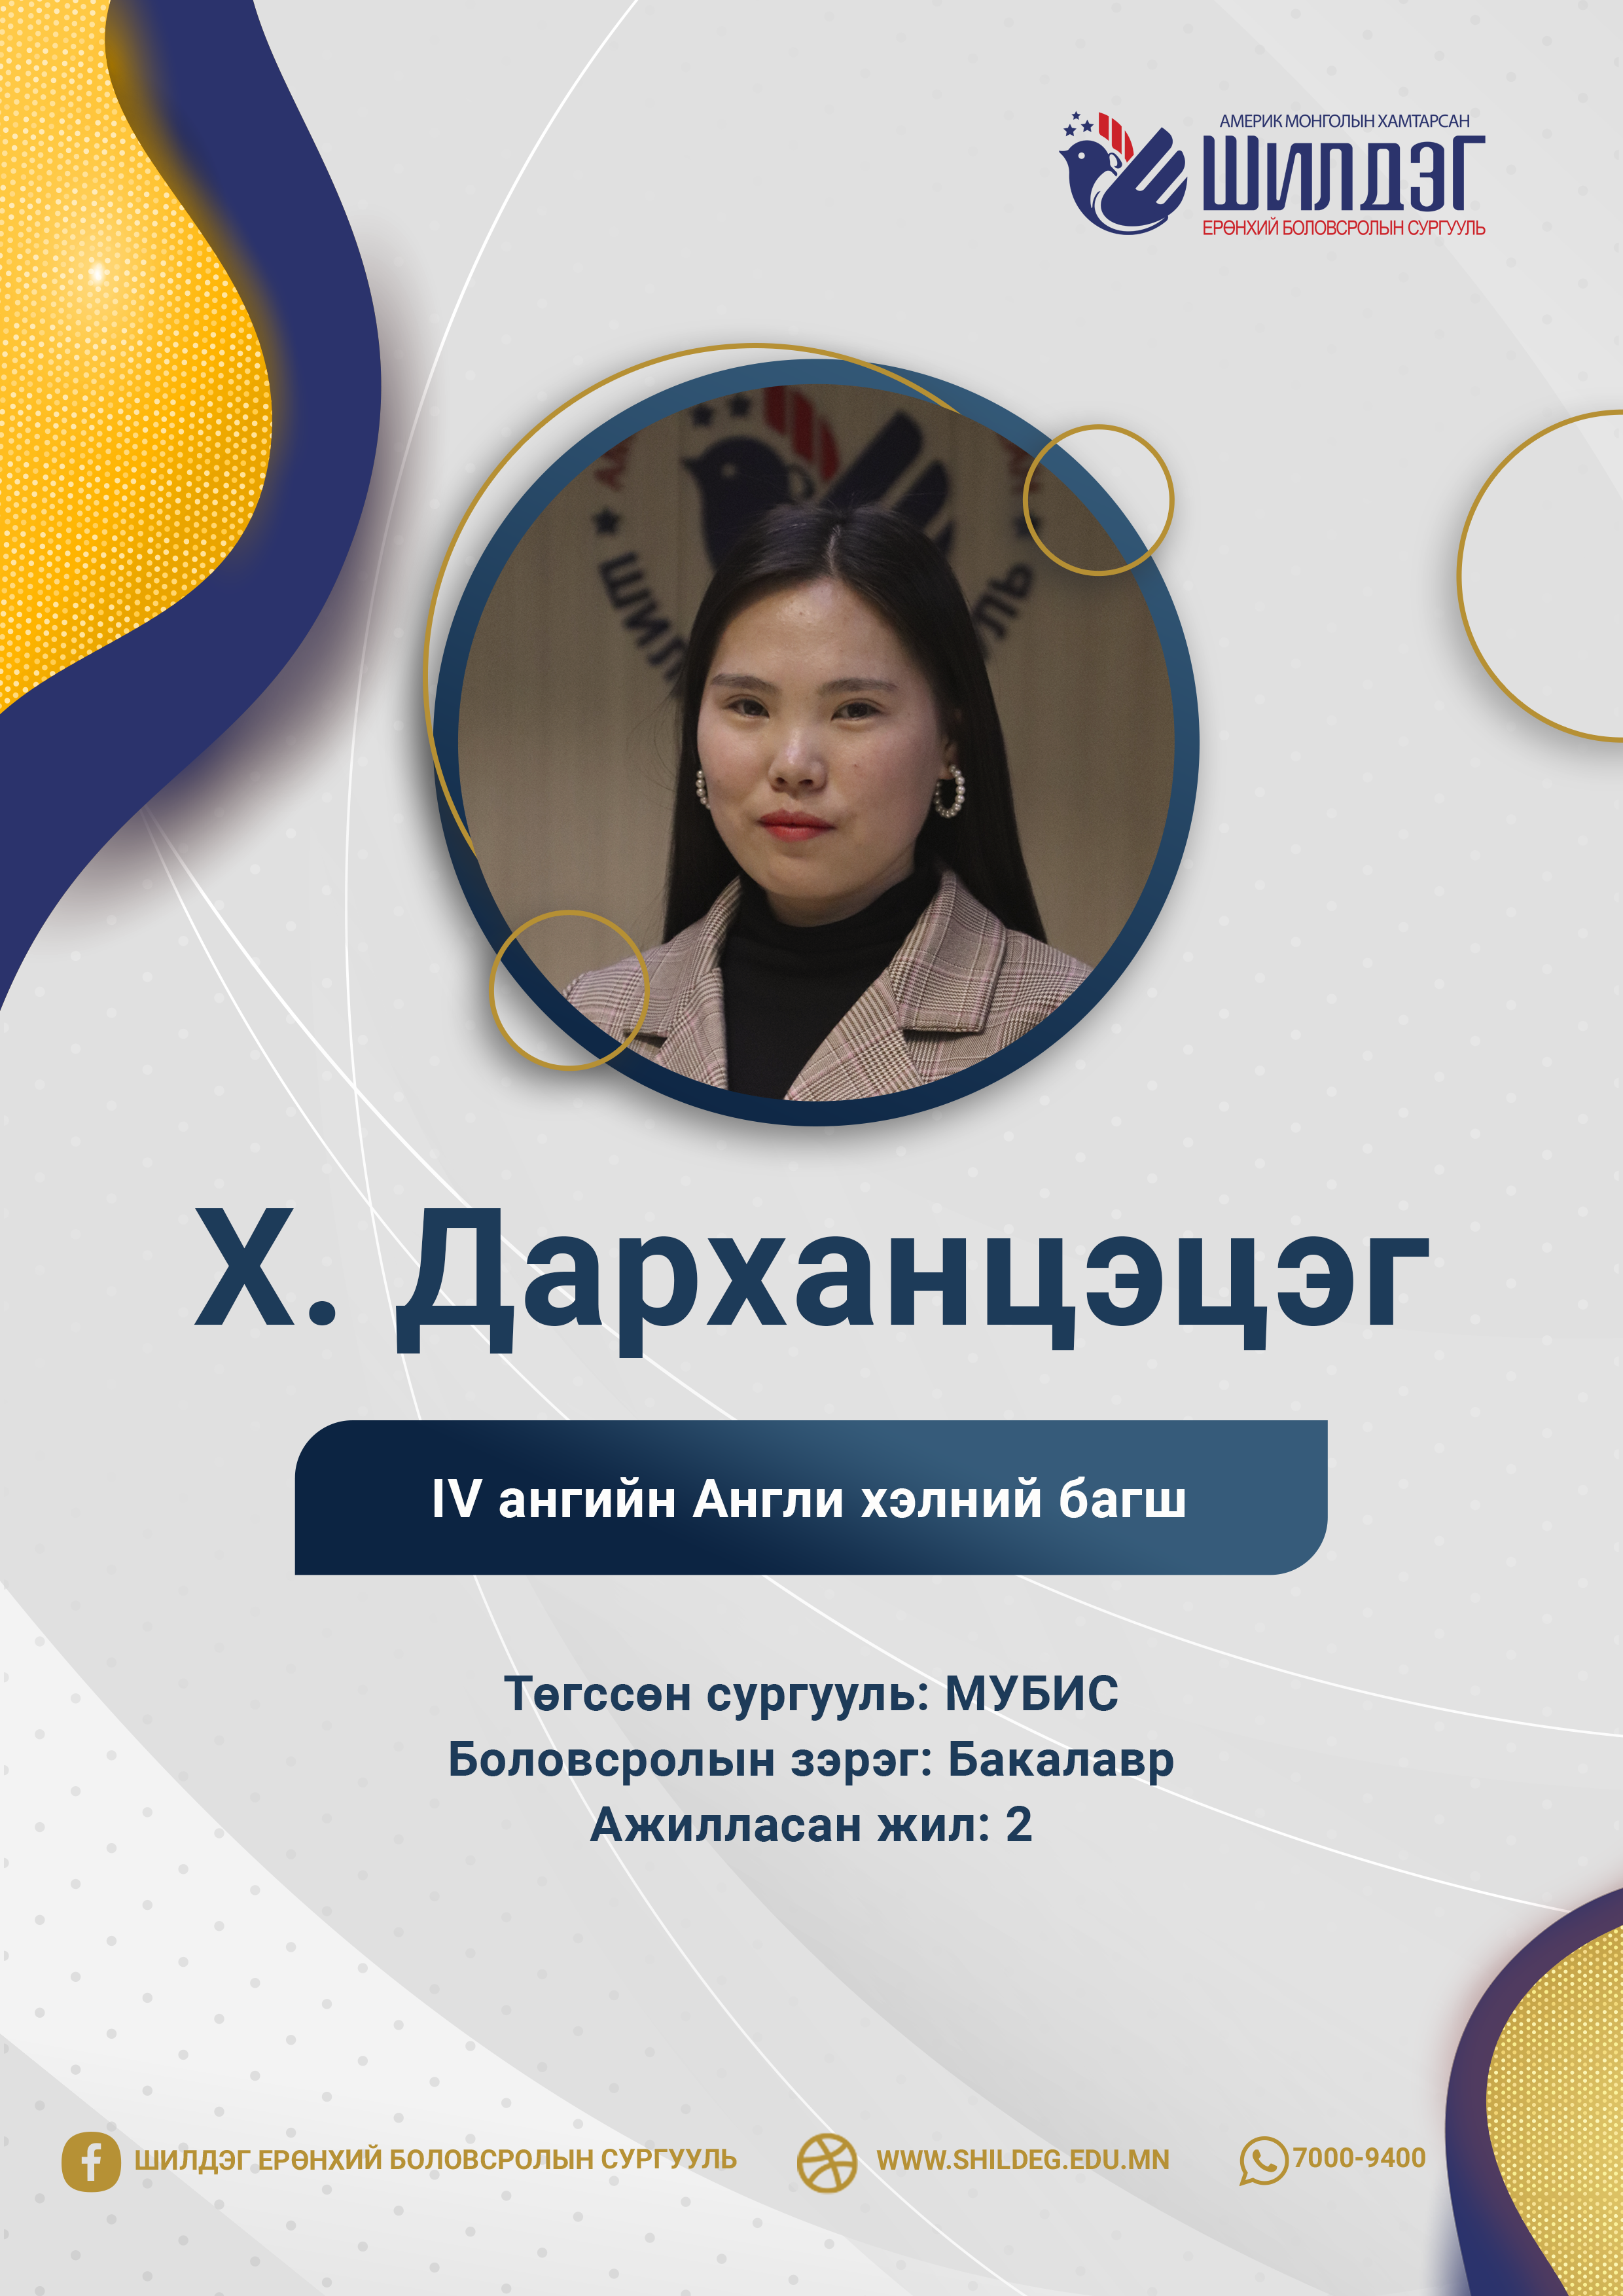 АМЕРИК МОНГОЛЫН ХАМТАРСАН
ШИЛДЭГ
ЕРӨНХИЙ БОЛОВСРОЛЫН СУРГУУЛЬ
Х. Дарханцэцэг
IV ангийн Англи хэлний багш
Төгссөн сургууль: МУБИС
Боловсролын зэрэг: Бакалавр
Ажилласан жил: 2
ШИЛДЭГ ЕРӨНХИЙ БОЛОВСРОЛЫН СУРГУУЛЬ
WWW.SHILDEG.EDU.MN
7000-9400